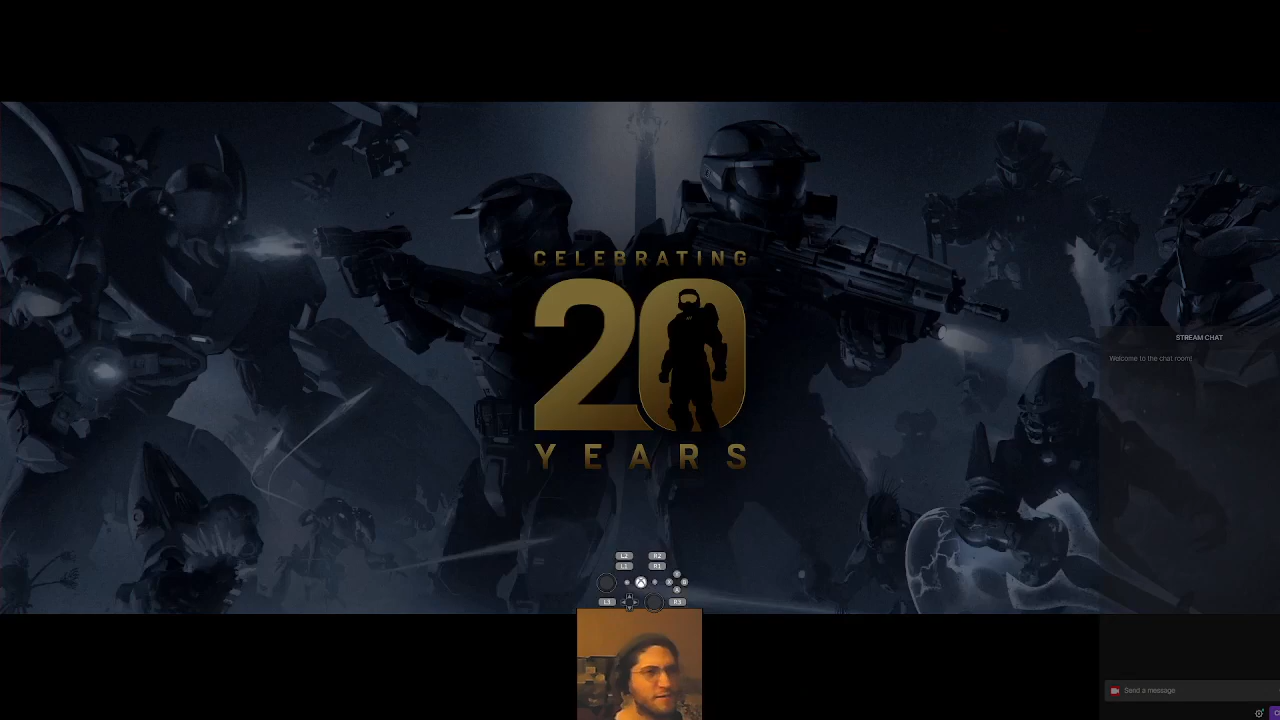 CELEBRATING
20
YEARS
STREAM CHAT
Welcome to the chat room!
L2 R2
L1 R1
Y
X B
A
L3 R3
Send a message